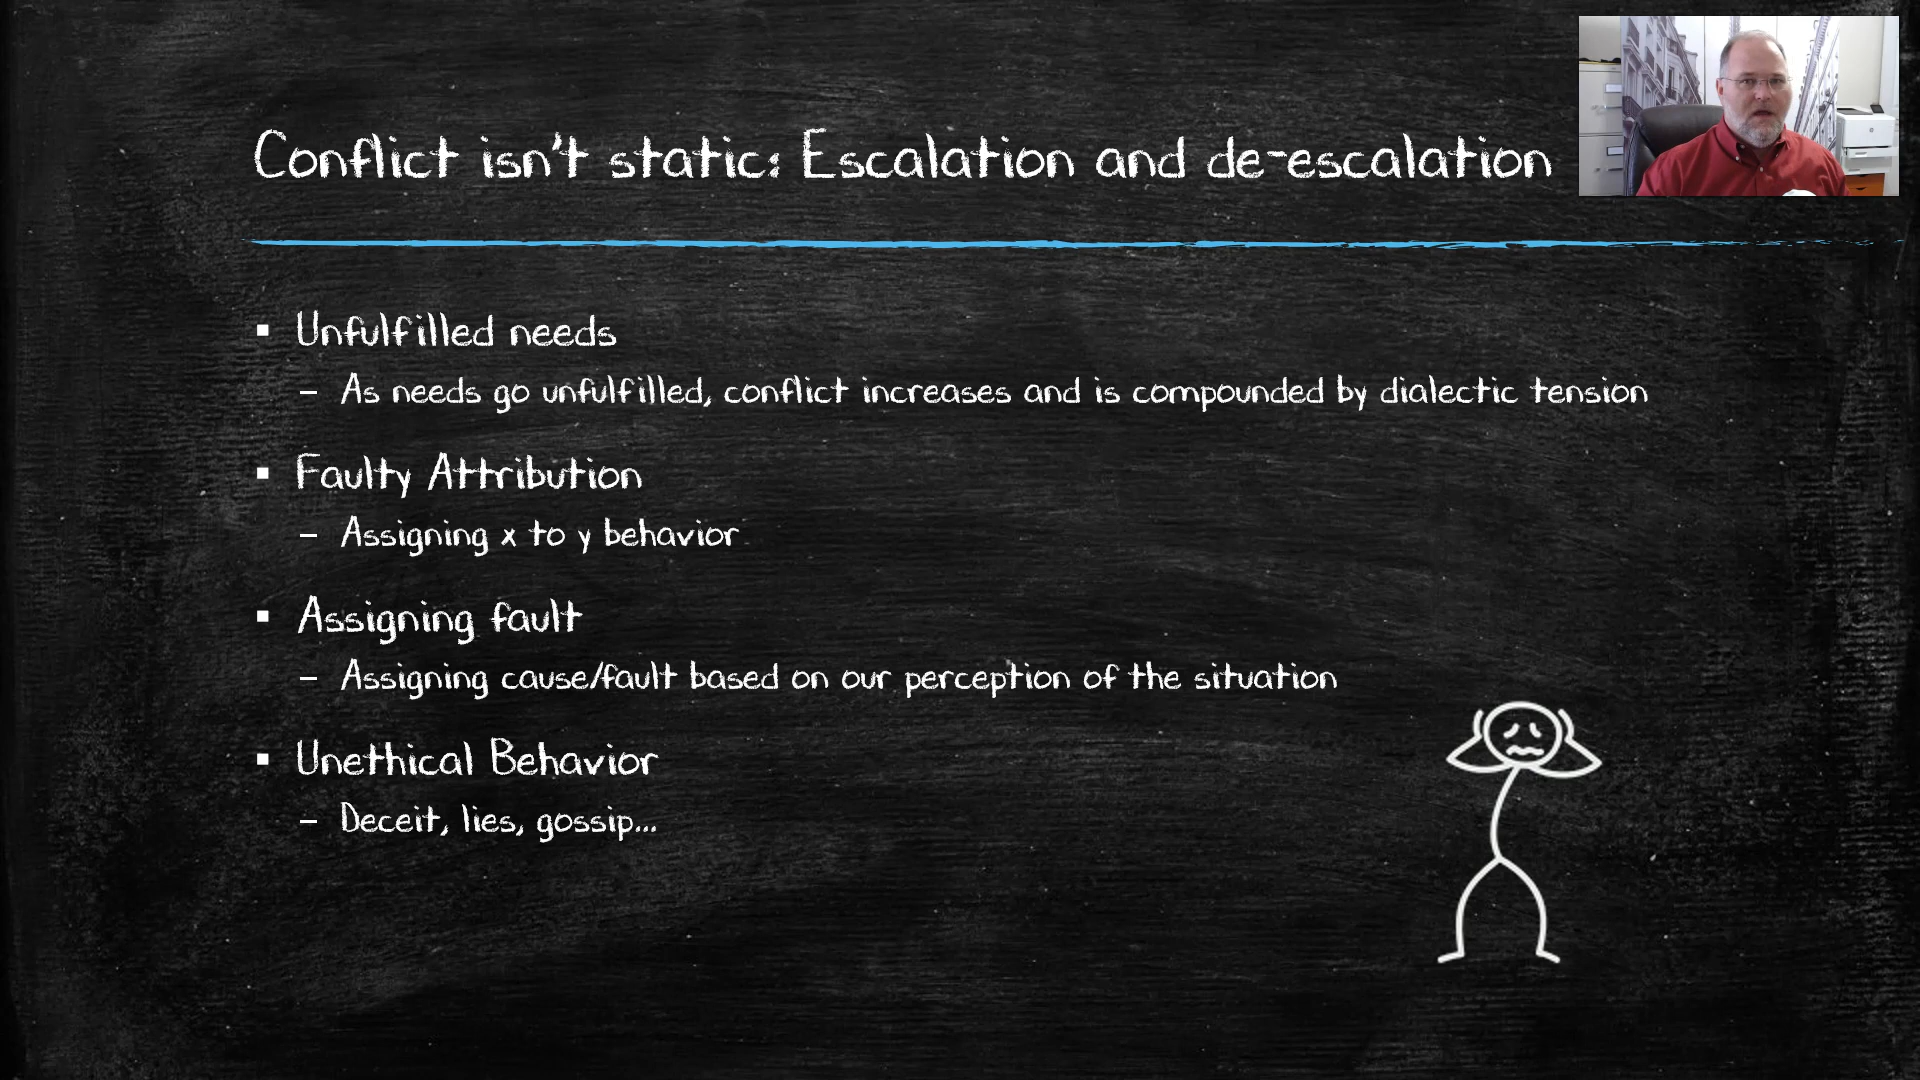 Conflict isn't static: Escalation and de-escalation
▪ Unfulfilled needs
– As needs go unfulfilled, conflict increases and is compounded by dialectic tension
▪ Faulty Attribution
– Assigning x to y behavior
▪ Assigning fault
– Assigning cause/fault based on our perception of the situation
▪ Unethical Behavior
– Deceit, lies, gossip...